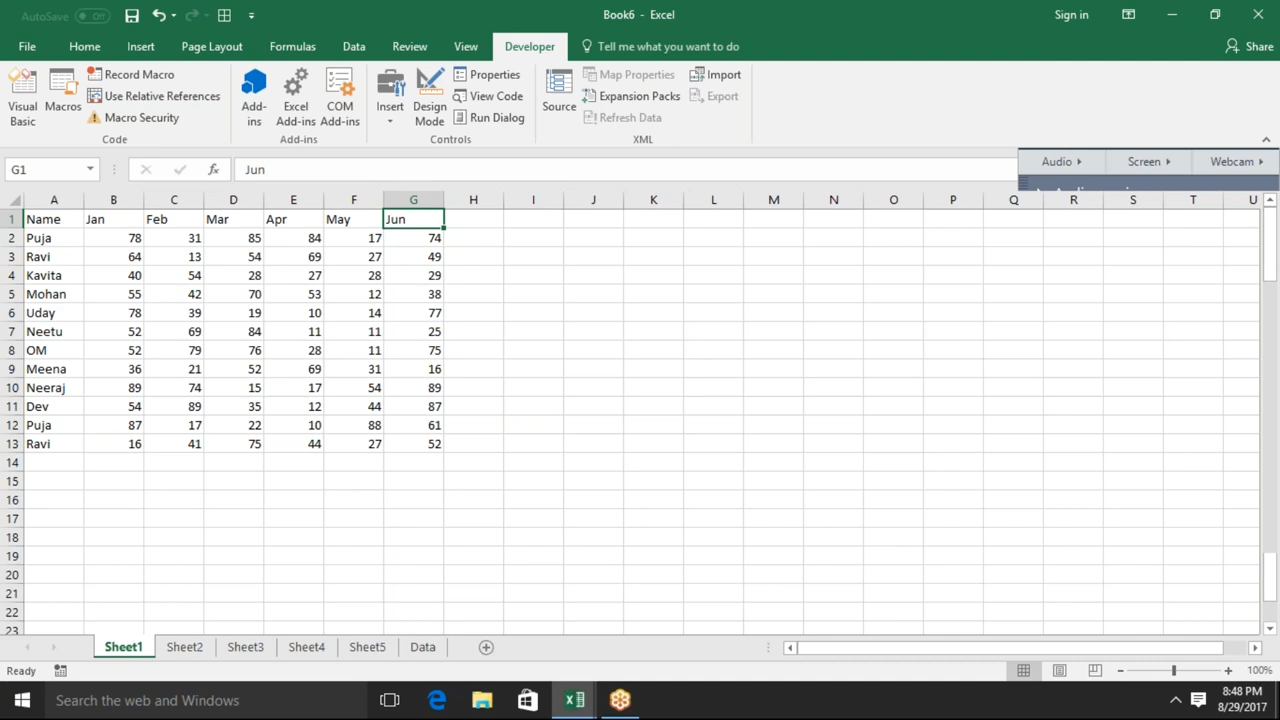 AutoSave Off Book6 - Excel Sign in
File Home Insert Page Layout Formulas Data Review View Developer Tell me what you want to do Share
Visual Basic Macros Record Macro Use Relative References Macro Security Code
Add-ins Excel Add-ins COM Add-ins Add-ins
Insert Design Mode Properties View Code Run Dialog Controls
Source Map Properties Expansion Packs Refresh Data Import Export XML
G1 fx Jun
Audio Screen Webcam
A B C D E F G H I J K L M N O P Q R S T U
1 Name Jan Feb Mar Apr May Jun
2 Puja 78 31 85 84 17 74
3 Ravi 64 13 54 69 27 49
4 Kavita 40 54 28 27 28 29
5 Mohan 55 42 70 53 12 38
6 Uday 78 39 19 10 14 77
7 Neetu 52 69 84 11 11 25
8 OM 52 79 76 28 11 75
9 Meena 36 21 52 69 31 16
10 Neeraj 89 74 15 17 54 89
11 Dev 54 89 35 12 44 87
12 Puja 87 17 22 10 88 61
13 Ravi 16 41 75 44 27 52
14
15
16
17
18
19
20
21
22
23
Sheet1 Sheet2 Sheet3 Sheet4 Sheet5 Data
Ready 100%
Search the web and Windows 8:48 PM
8/29/2017